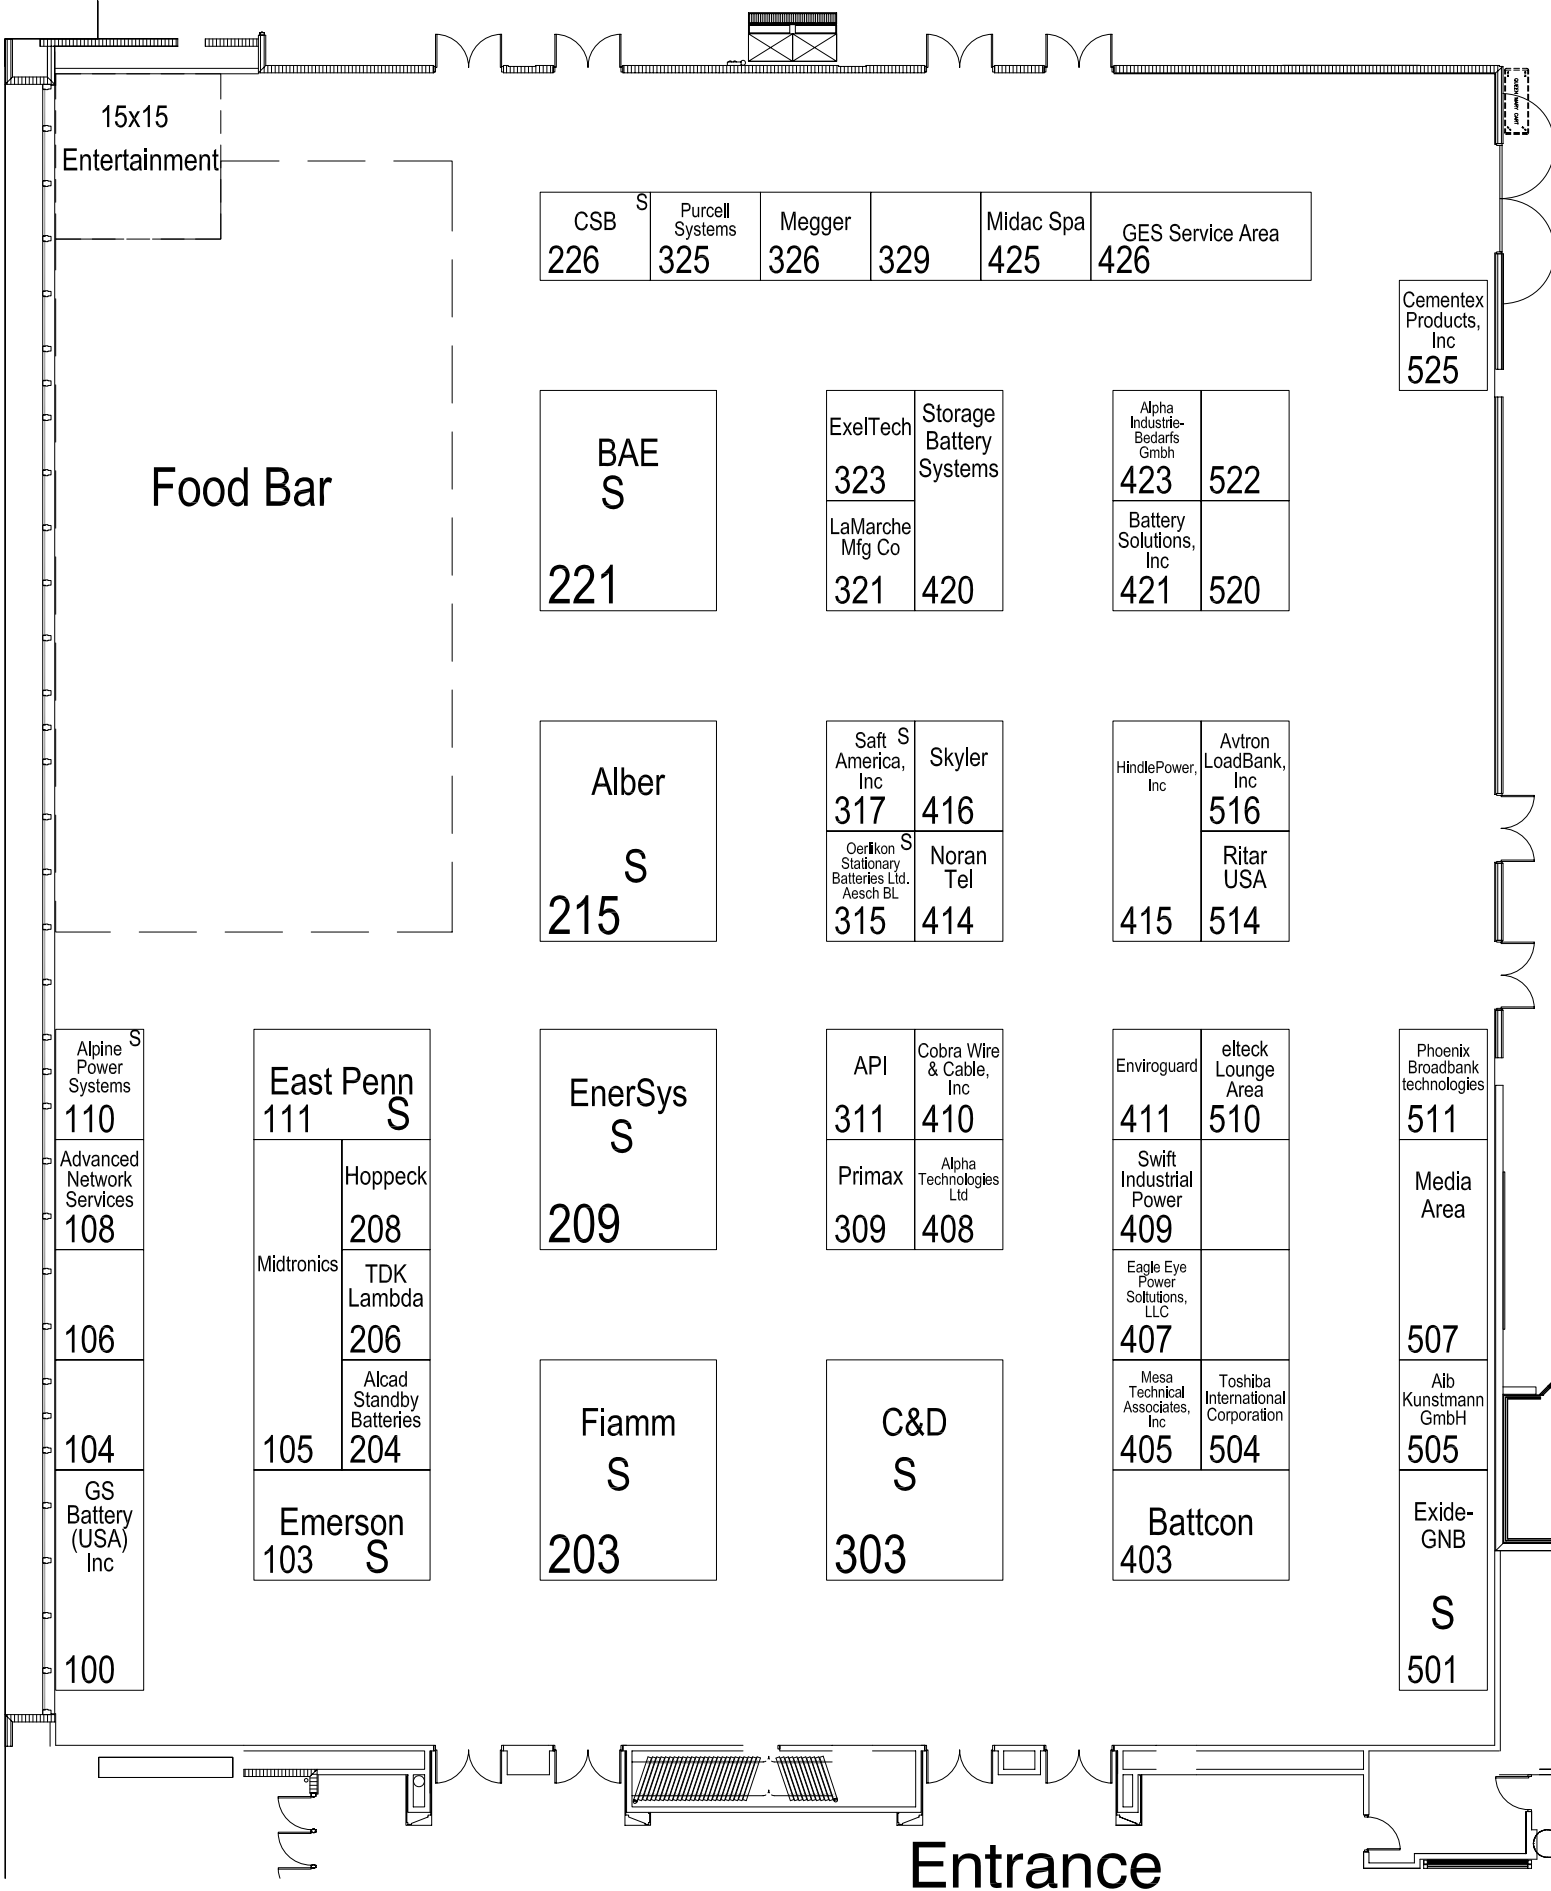 15x15
Entertainment
QUEEN MARY CART
CSB
S
226
Purcell
Systems
325
Megger
326
329
Midac Spa
425
GES Service Area
426
Cementex
Products,
Inc
525
Food Bar
BAE
S
221
ExelTech
323
Storage
Battery
Systems
420
LaMarche
Mfg Co
321
Alpha
Industrie-
Bedarfs
Gmbh
423
522
Battery
Solutions,
Inc
421
520
Alber
S
215
Saft S
America,
Inc
317
Skyler
416
Oerlikon S
Stationary
Batteries Ltd.
Aesch BL
315
Noran
Tel
414
HindlePower,
Inc
415
Avtron
LoadBank,
Inc
516
Ritar
USA
514
Alpine S
Power
Systems
110
Advanced
Network
Services
108
106
104
GS
Battery
(USA)
Inc
100
East Penn
111 S
Midtronics
105
Hoppeck
208
TDK
Lambda
206
Alcad
Standby
Batteries
204
Emerson
103 S
EnerSys
S
209
Fiamm
S
203
API
311
Cobra Wire
& Cable,
Inc
410
Primax
309
Alpha
Technologies
Ltd
408
C&D
S
303
Enviroguard
411
elteck
Lounge
Area
510
Swift
Industrial
Power
409
Eagle Eye
Power
Soltutions,
LLC
407
Mesa
Technical
Associates,
Inc
405
Toshiba
International
Corporation
504
Battcon
403
Phoenix
Broadbank
technologies
511
Media
Area
507
Aib
Kunstmann
GmbH
505
Exide-
GNB
S
501
Entrance